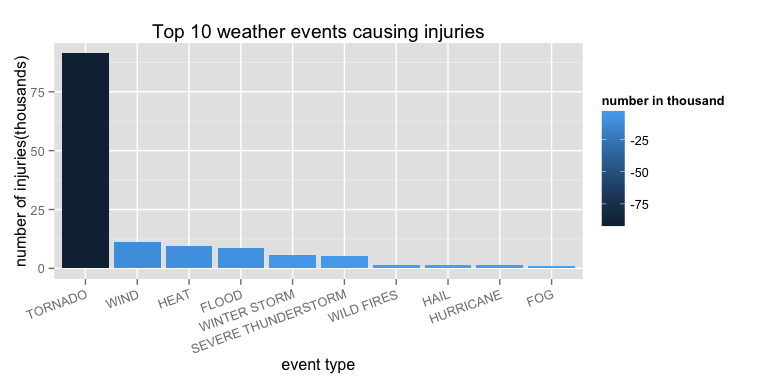 Top 10 weather events causing injuries
number of injuries(thousands)
75
50
25
0
TORNADO
WIND
HEAT
FLOOD
WINTER STORM
SEVERE THUNDERSTORM
WILD FIRES
HAIL
HURRICANE
FOG
event type
number in thousand
-25
-50
-75